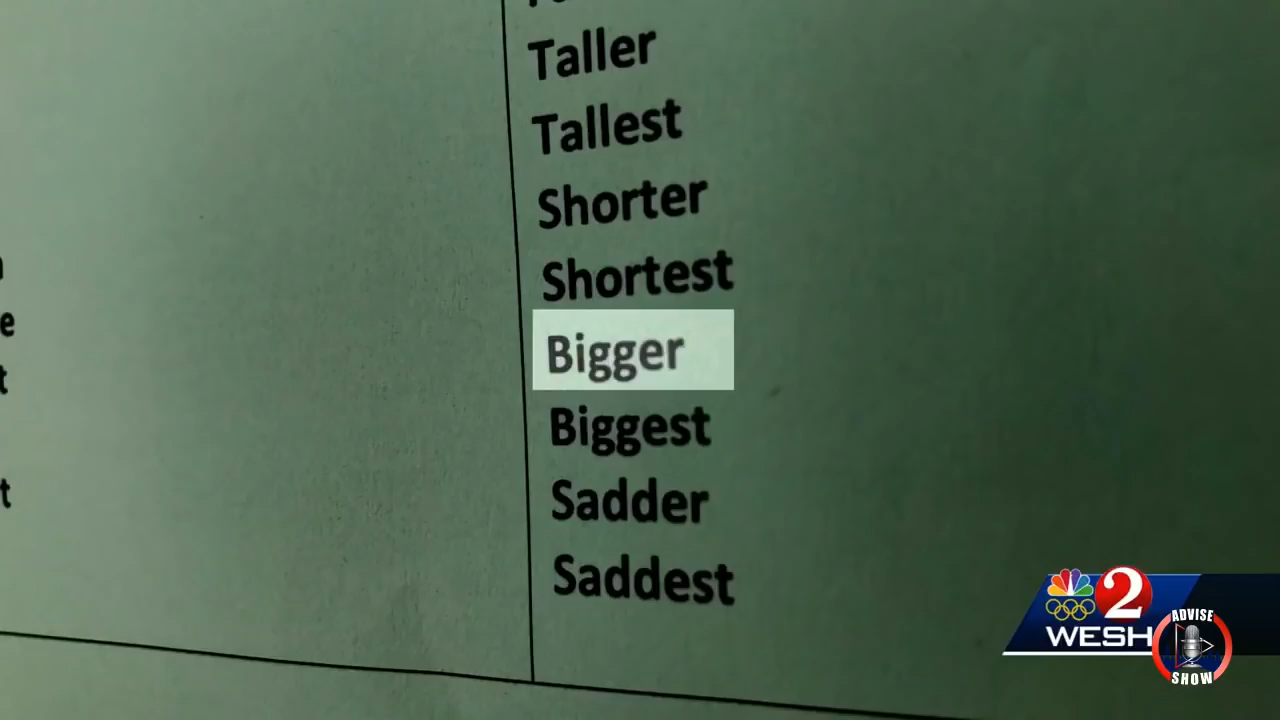 Taller
Tallest
Shorter
Shortest
Bigger
Biggest
Sadder
Saddest
e
t
t
2
WESH
ADVISE
SHOW